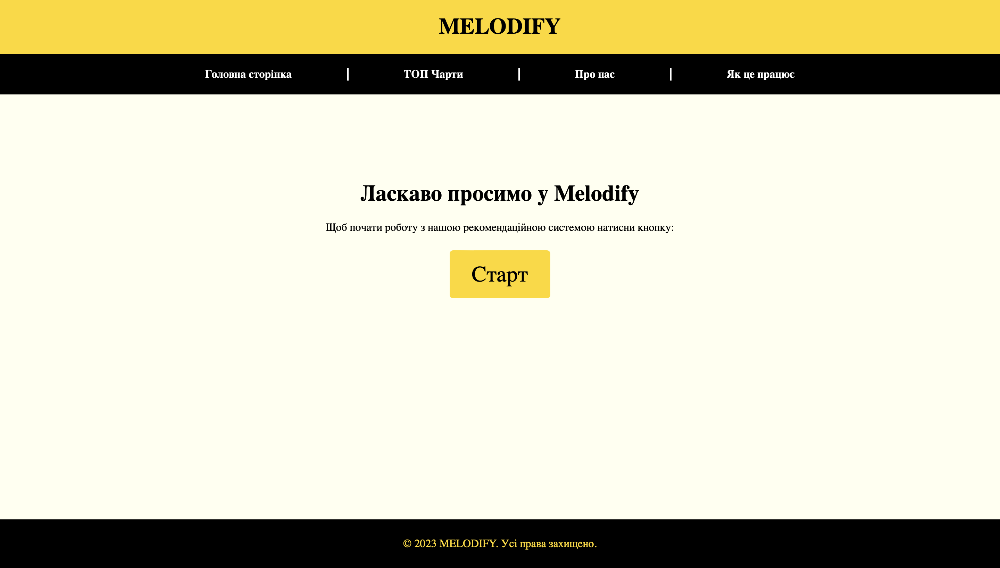 MELODIFY
Головна сторінка | ТОП Чарти | Про нас | Як це працює
Ласкаво просимо у Melodify
Щоб почати роботу з нашою рекомендаційною системою натисни кнопку:
Старт
© 2023 MELODIFY. Усі права захищено.